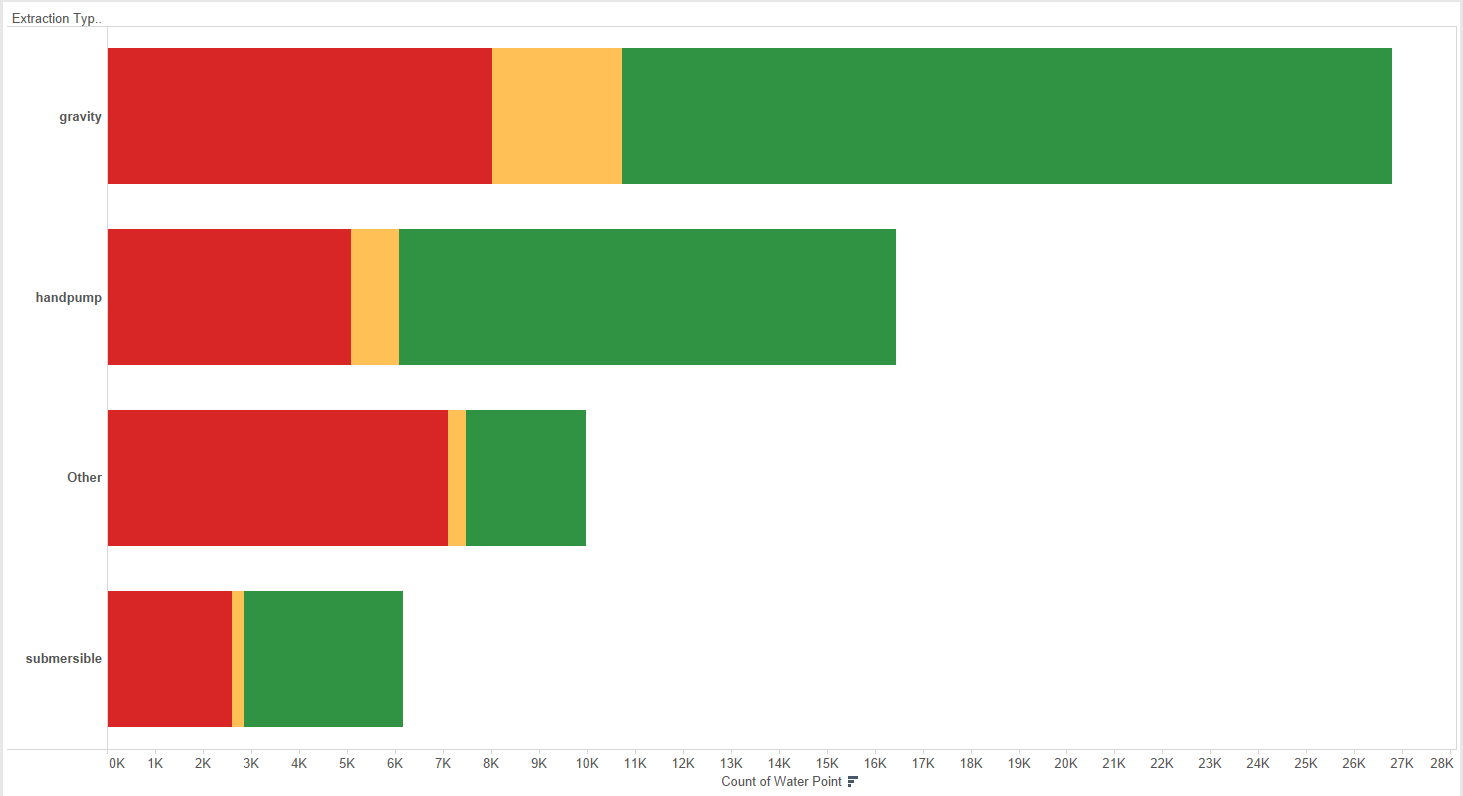 Extraction Typ..
gravity
handpump
Other
submersible
0K 1K 2K 3K 4K 5K 6K 7K 8K 9K 10K 11K 12K 13K 14K 15K 16K 17K 18K 19K 20K 21K 22K 23K 24K 25K 26K 27K 28K
Count of Water Point